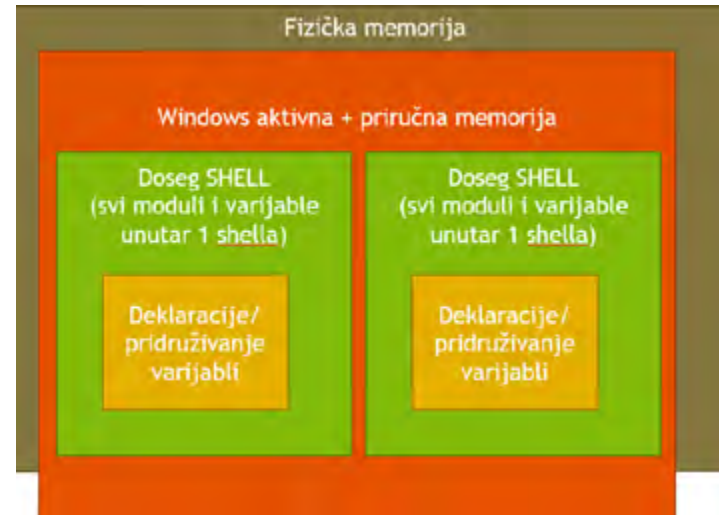 Fizička memorija
Windows aktivna + priručna memorija
Doseg SHELL
(svi moduli i varijable
unutar 1 shella)
Deklaracije/
pridruživanje
varijabli
Doseg SHELL
(svi moduli i varijable
unutar 1 shella)
Deklaracije/
pridruživanje
varijabli